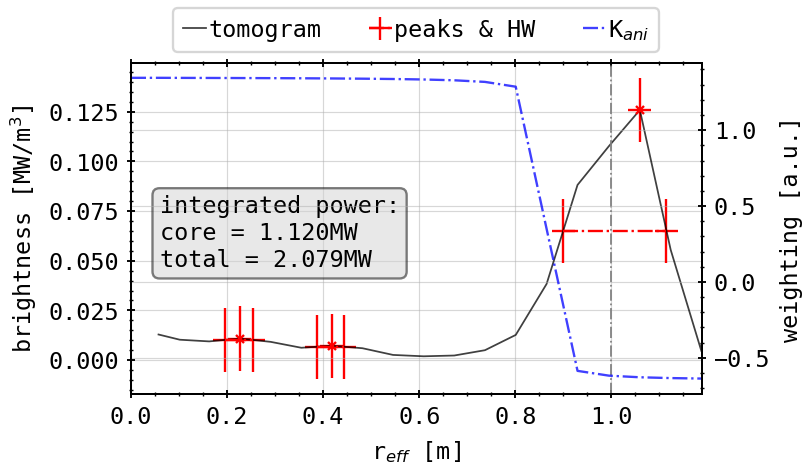 tomogram peaks & HW K_ani
brightness [MW/m³]
0.125
0.100
0.075
0.050
0.025
0.000
integrated power:
core = 1.120MW
total = 2.079MW
1.0
0.5
0.0
−0.5
weighting [a.u.]
0.0 0.2 0.4 0.6 0.8 1.0
r_eff [m]